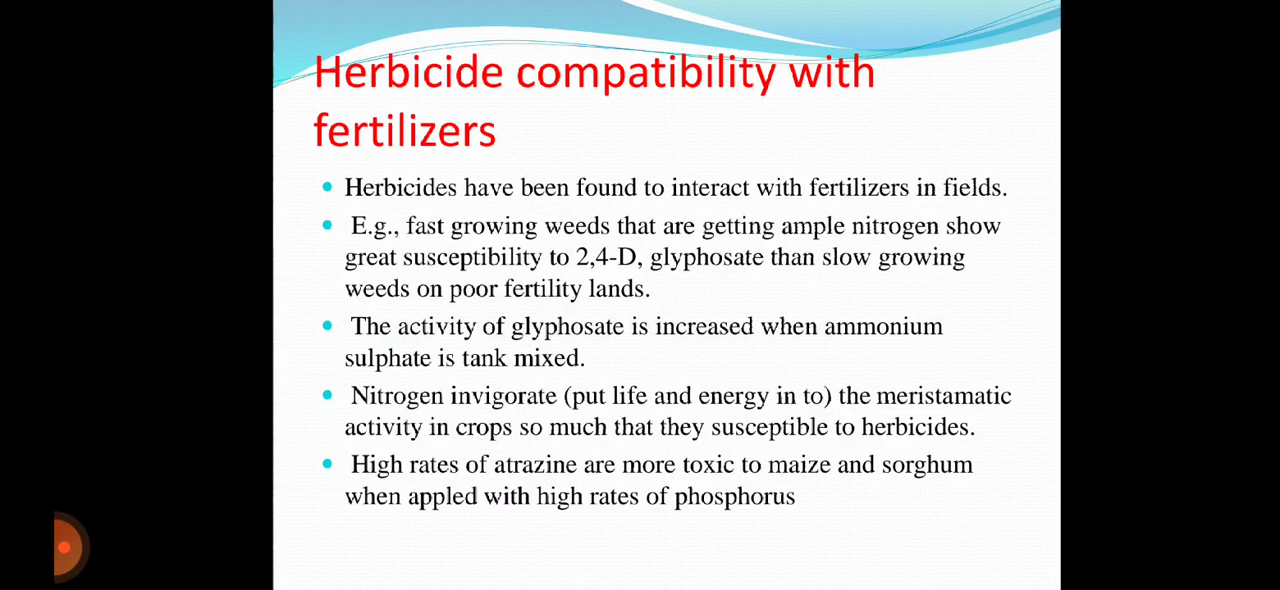 Herbicide compatibility with
fertilizers
• Herbicides have been found to interact with fertilizers in fields.
• E.g., fast growing weeds that are getting ample nitrogen show
great susceptibility to 2,4-D, glyphosate than slow growing
weeds on poor fertility lands.
• The activity of glyphosate is increased when ammonium
sulphate is tank mixed.
• Nitrogen invigorate (put life and energy in to) the meristamatic
activity in crops so much that they susceptible to herbicides.
• High rates of atrazine are more toxic to maize and sorghum
when appled with high rates of phosphorus